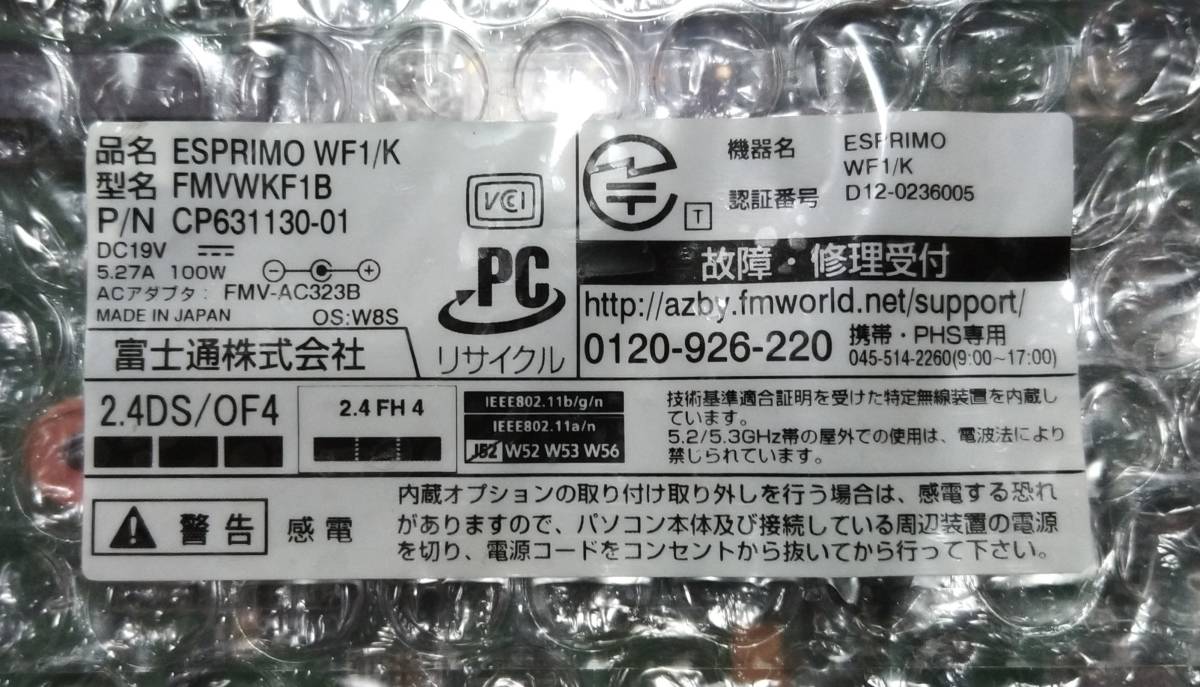 品名 ESPRIMO WF1/K
型名 FMVWKF1B
P/N CP631130-01
DC19V
5.27A 100W
ACアダプタ: FMV-AC323B
MADE IN JAPAN OS:W8S
富士通株式会社
VCCI
PC
リサイクル
T
機器名 ESPRIMO
WF1/K
認証番号 D12-0236005
故障・修理受付
http://azby.fmworld.net/support/
0120-926-220 携帯・PHS専用
045-514-2260(9:00~17:00)
2.4DS/OF4
2.4 FH 4
IEEE802.11b/g/n
IEEE802.11a/n
J52 W52 W53 W56
技術基準適合証明を受けた特定無線装置を内蔵し
ています。
5.2/5.3GHz帯の屋外での使用は、電波法により
禁じられています。
警告 感電
内蔵オプションの取り付け取り外しを行う場合は、感電する恐れ
がありますので、パソコン本体及び接続している周辺装置の電源
を切り、電源コードをコンセントから抜いてから行って下さい。